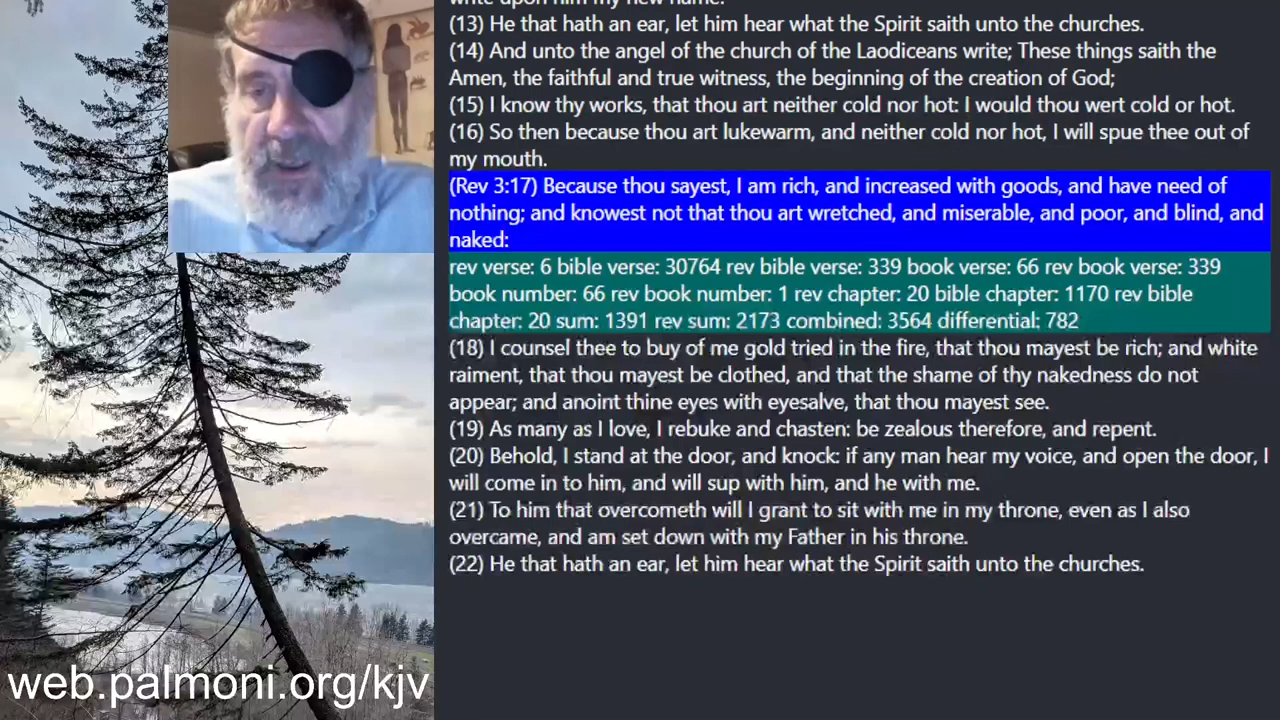 write upon him my new name.
(13) He that hath an ear, let him hear what the Spirit saith unto the churches.
(14) And unto the angel of the church of the Laodiceans write; These things saith the
Amen, the faithful and true witness, the beginning of the creation of God;
(15) I know thy works, that thou art neither cold nor hot: I would thou wert cold or hot.
(16) So then because thou art lukewarm, and neither cold nor hot, I will spue thee out of
my mouth.
(Rev 3:17) Because thou sayest, I am rich, and increased with goods, and have need of
nothing; and knowest not that thou art wretched, and miserable, and poor, and blind, and
naked:
rev verse: 6 bible verse: 30764 rev bible verse: 339 book verse: 66 rev book verse: 339
book number: 66 rev book number: 1 rev chapter: 20 bible chapter: 1170 rev bible
chapter: 20 sum: 1391 rev sum: 2173 combined: 3564 differential: 782
(18) I counsel thee to buy of me gold tried in the fire, that thou mayest be rich; and white
raiment, that thou mayest be clothed, and that the shame of thy nakedness do not
appear; and anoint thine eyes with eyesalve, that thou mayest see.
(19) As many as I love, I rebuke and chasten: be zealous therefore, and repent.
(20) Behold, I stand at the door, and knock: if any man hear my voice, and open the door, I
will come in to him, and will sup with him, and he with me.
(21) To him that overcometh will I grant to sit with me in my throne, even as I also
overcame, and am set down with my Father in his throne.
(22) He that hath an ear, let him hear what the Spirit saith unto the churches.
web.palmoni.org/kjv